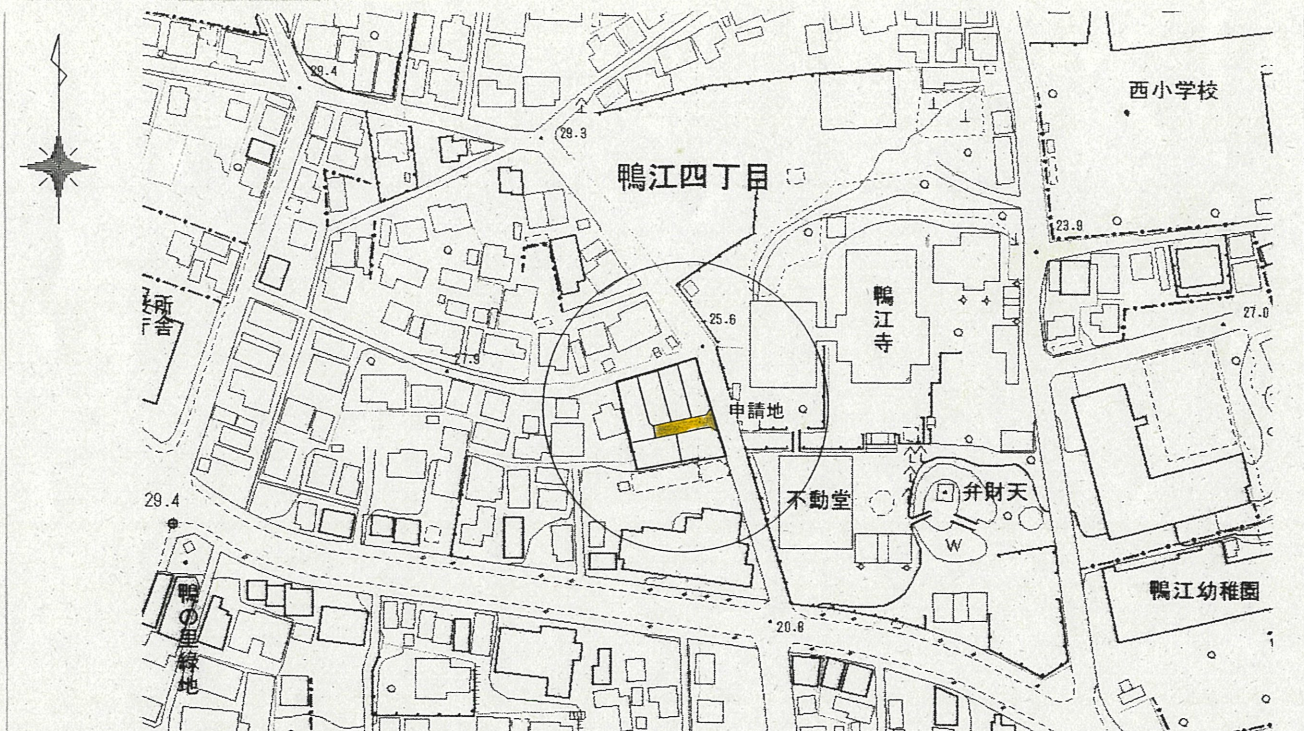 29.4
西小学校
29.3
鴨江四丁目
23.9
鴨江寺
25.6
27.0
庁舎
27.9
申請地
29.4
不動堂
弁財天
W
鴨の里緑地
鴨江幼稚園
20.8